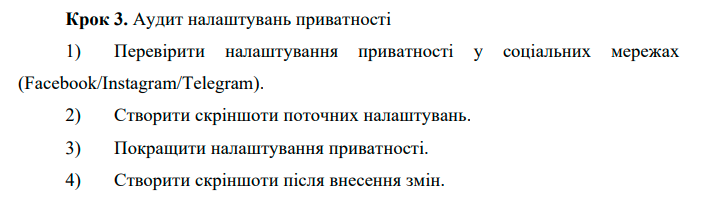 Крок 3. Аудит налаштувань приватності
1) Перевірити налаштування приватності у соціальних мережах
(Facebook/Instagram/Telegram).
2) Створити скріншоти поточних налаштувань.
3) Покращити налаштування приватності.
4) Створити скріншоти після внесення змін.